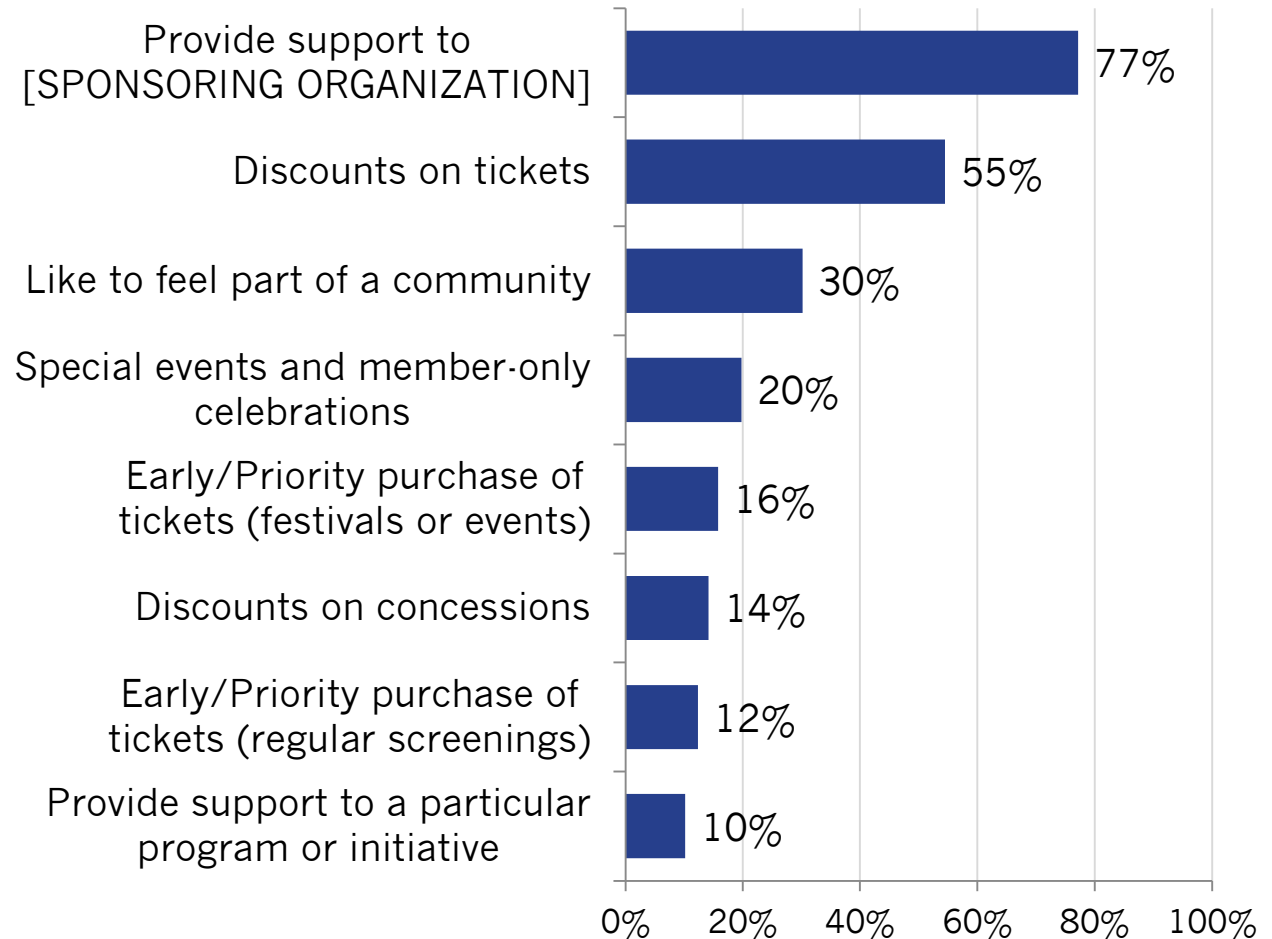 Provide support to
[SPONSORING ORGANIZATION]
77%
Discounts on tickets
55%
Like to feel part of a community
30%
Special events and member-only
celebrations
20%
Early/Priority purchase of
tickets (festivals or events)
16%
Discounts on concessions
14%
Early/Priority purchase of
tickets (regular screenings)
12%
Provide support to a particular
program or initiative
10%
0% 20% 40% 60% 80% 100%